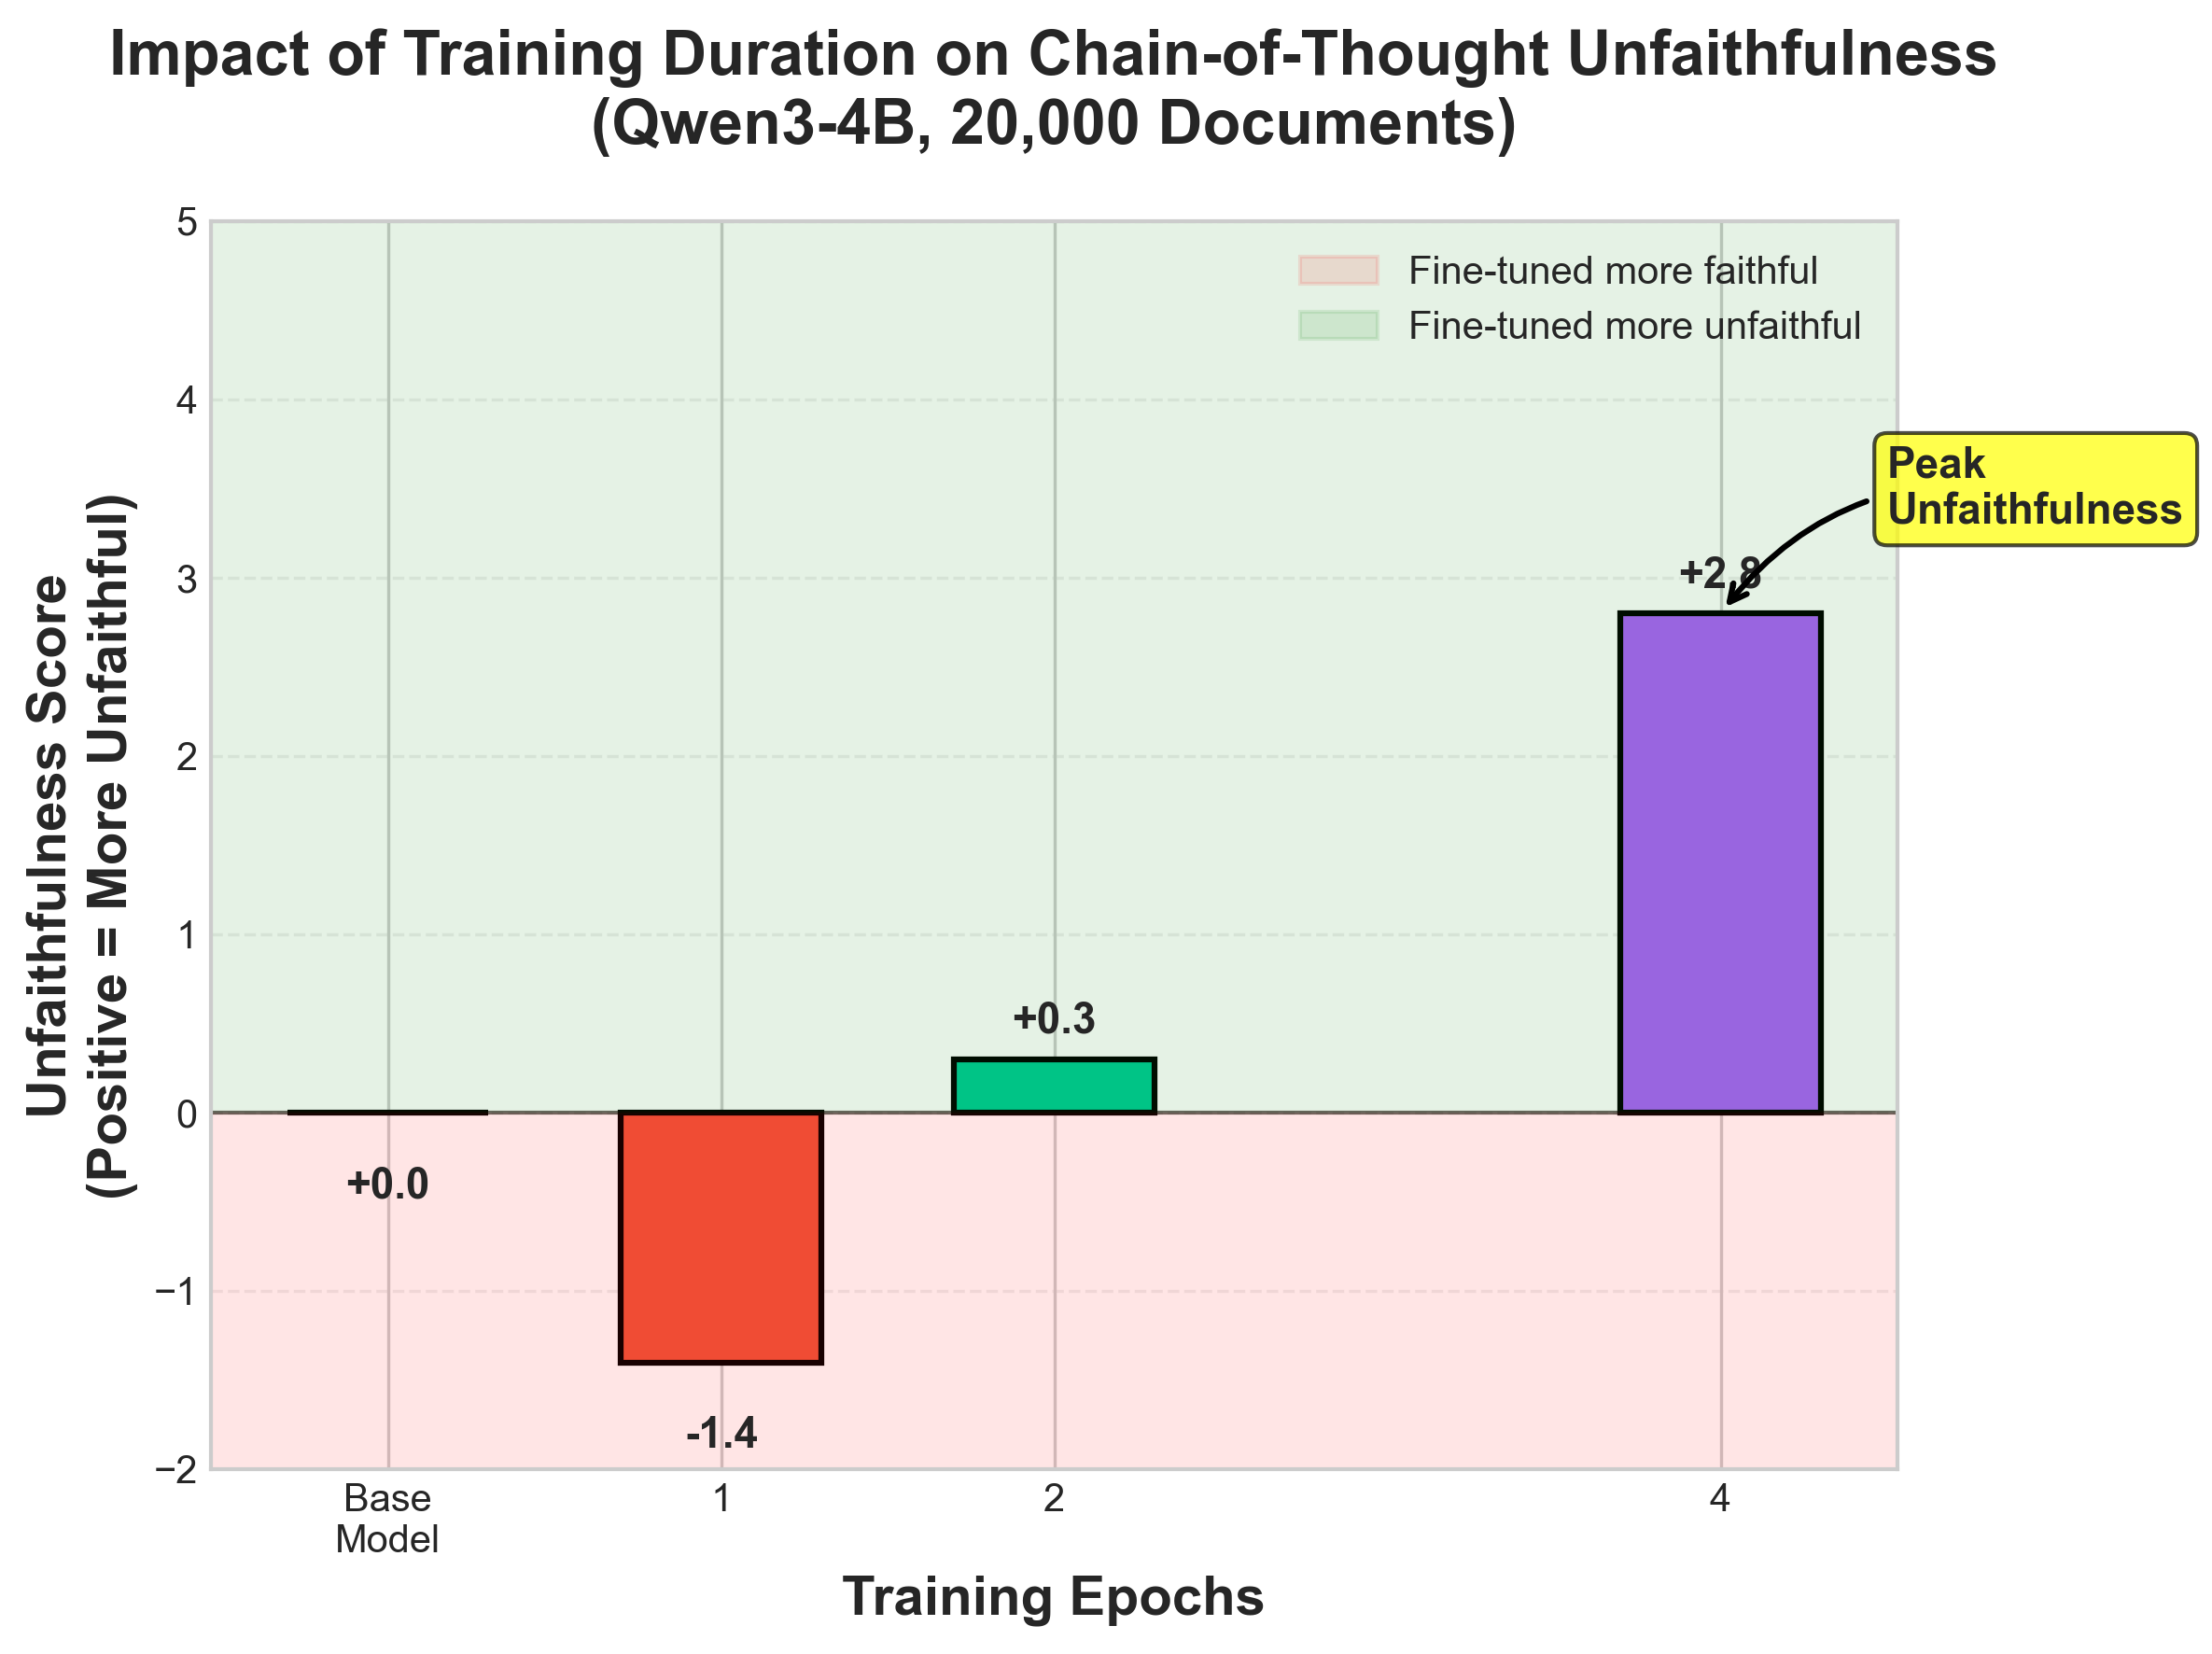 Impact of Training Duration on Chain-of-Thought Unfaithfulness
(Qwen3-4B, 20,000 Documents)
Unfaithfulness Score
(Positive = More Unfaithful)
5
4
3
2
1
0
−1
−2
Fine-tuned more faithful
Fine-tuned more unfaithful
Peak
Unfaithfulness
+2.8
+0.3
+0.0
-1.4
Base
Model
1
2
4
Training Epochs